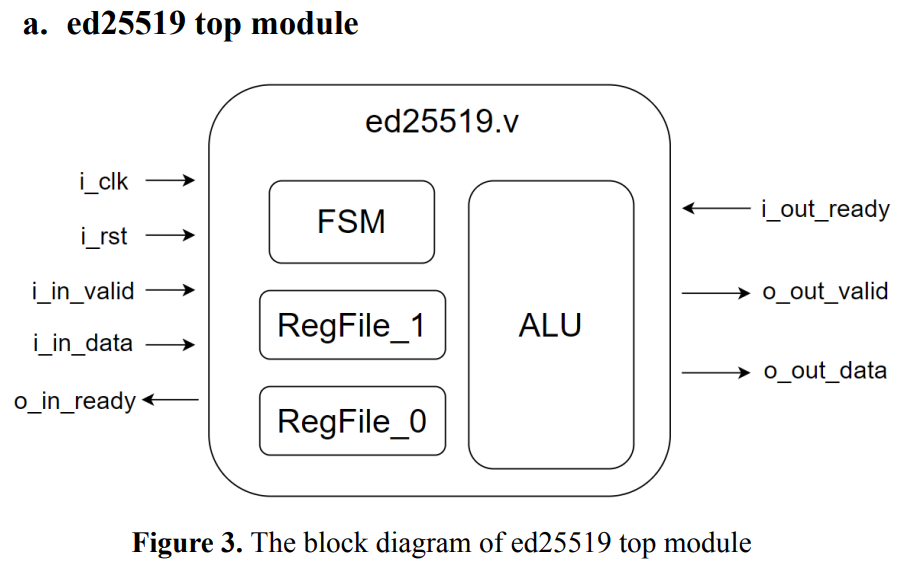 a. ed25519 top module
ed25519.v
i_clk
i_rst
i_in_valid
i_in_data
o_in_ready
FSM
RegFile_1
RegFile_0
ALU
i_out_ready
o_out_valid
o_out_data
Figure 3. The block diagram of ed25519 top module